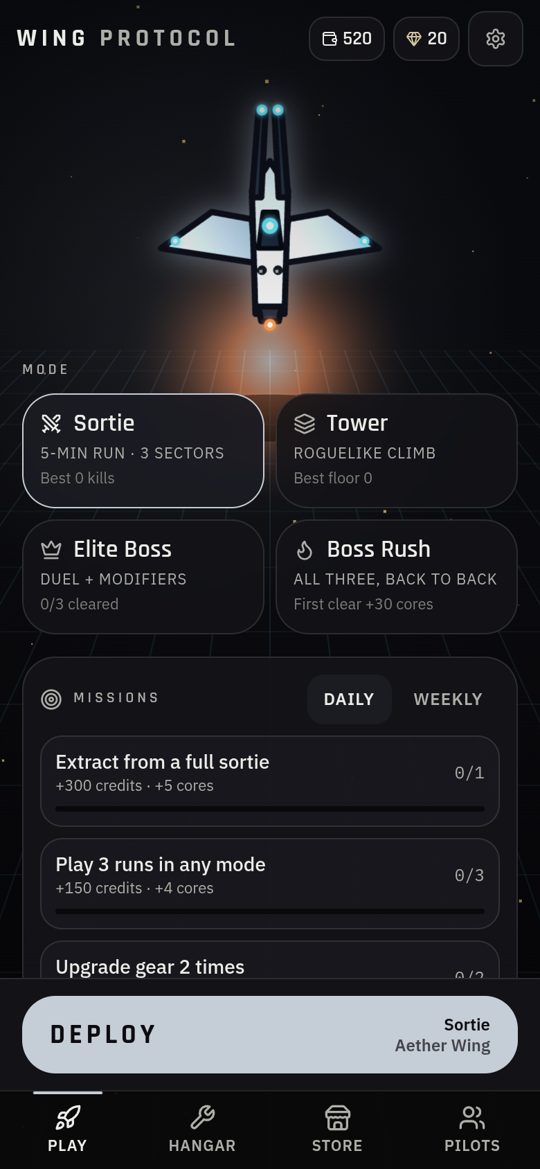 WING PROTOCOL
520
20
MODE
Sortie
5-MIN RUN · 3 SECTORS
Best 0 kills
Tower
ROGUELIKE CLIMB
Best floor 0
Elite Boss
DUEL + MODIFIERS
0/3 cleared
Boss Rush
ALL THREE, BACK TO BACK
First clear +30 cores
MISSIONS
DAILY
WEEKLY
Extract from a full sortie
+300 credits · +5 cores
0/1
Play 3 runs in any mode
+150 credits · +4 cores
0/3
Upgrade gear 2 times
0/2
DEPLOY
Sortie
Aether Wing
PLAY
HANGAR
STORE
PILOTS